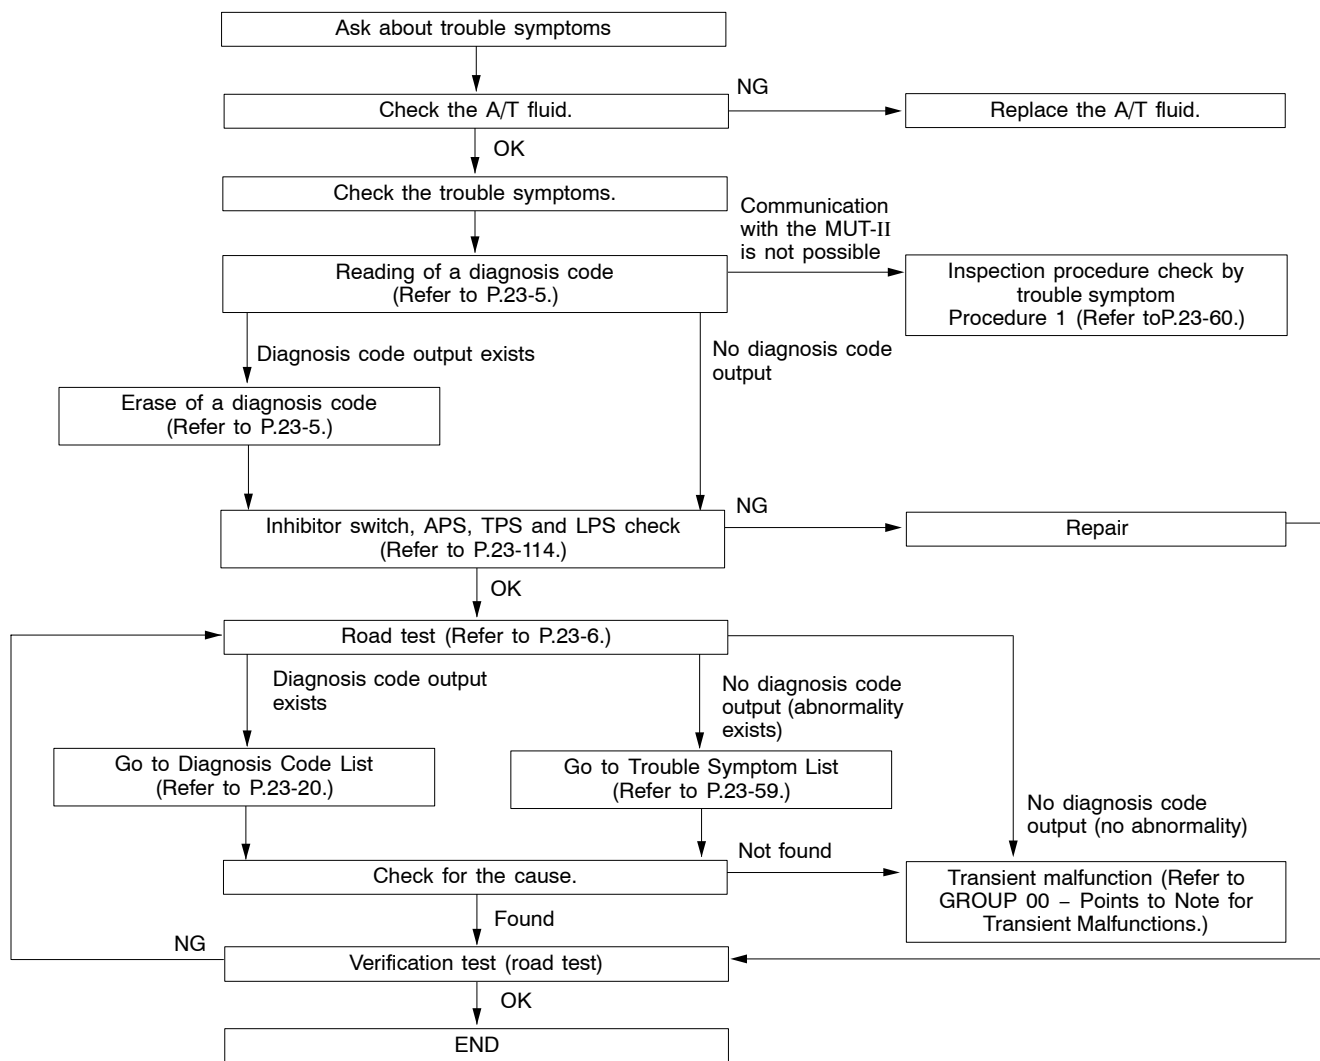 Ask about trouble symptoms
NG
Check the A/T fluid.
Replace the A/T fluid.
OK
Check the trouble symptoms.
Communication
with the MUT-II
is not possible
Reading of a diagnosis code
(Refer to P.23-5.)
Inspection procedure check by
trouble symptom
Procedure 1 (Refer toP.23-60.)
Diagnosis code output exists
No diagnosis code
output
Erase of a diagnosis code
(Refer to P.23-5.)
NG
Inhibitor switch, APS, TPS and LPS check
(Refer to P.23-114.)
Repair
OK
Road test (Refer to P.23-6.)
Diagnosis code output
exists
No diagnosis code
output (abnormality
exists)
Go to Diagnosis Code List
(Refer to P.23-20.)
Go to Trouble Symptom List
(Refer to P.23-59.)
No diagnosis code
output (no abnormality)
Not found
Check for the cause.
Transient malfunction (Refer to
GROUP 00 – Points to Note for
Transient Malfunctions.)
Found
NG
Verification test (road test)
OK
END